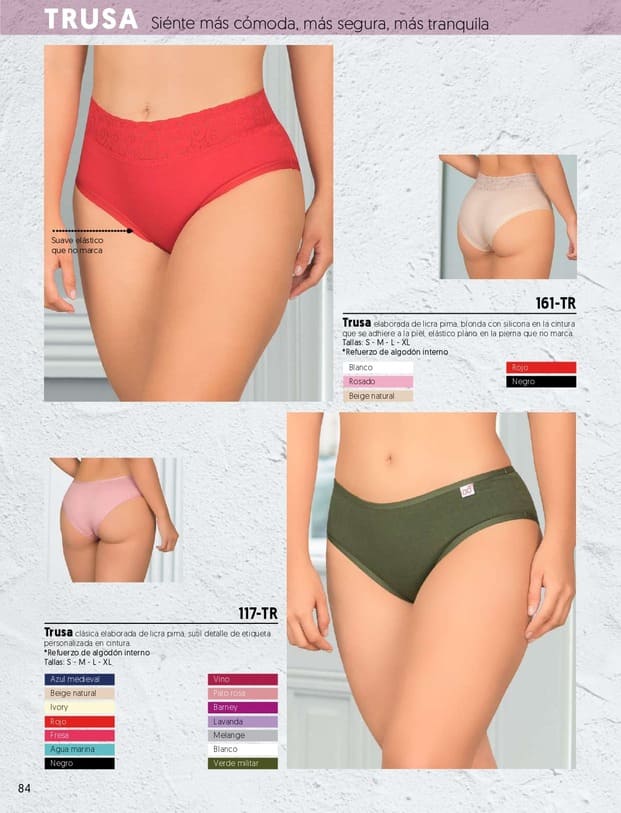 TRUSA Siénte más cómoda, más segura, más tranquila
Suave elástico
que no marca
161-TR
Trusa elaborada de licra pima, blonda con silicona en la cintura
que se adhiere a la piel, elástico plano en la pierna que no marca.
Tallas: S - M - L - XL
*Refuerzo de algodón interno
Blanco
Rosado
Beige natural
Rojo
Negro
117-TR
Trusa clásica elaborada de licra pima, sutil detalle de etiqueta
personalizada en cintura.
*Refuerzo de algodón interno
Tallas: S - M - L - XL
Azul medieval
Beige natural
Ivory
Rojo
Fresa
Agua marina
Negro
Vino
Palo rosa
Barney
Lavanda
Melange
Blanco
Verde militar
84